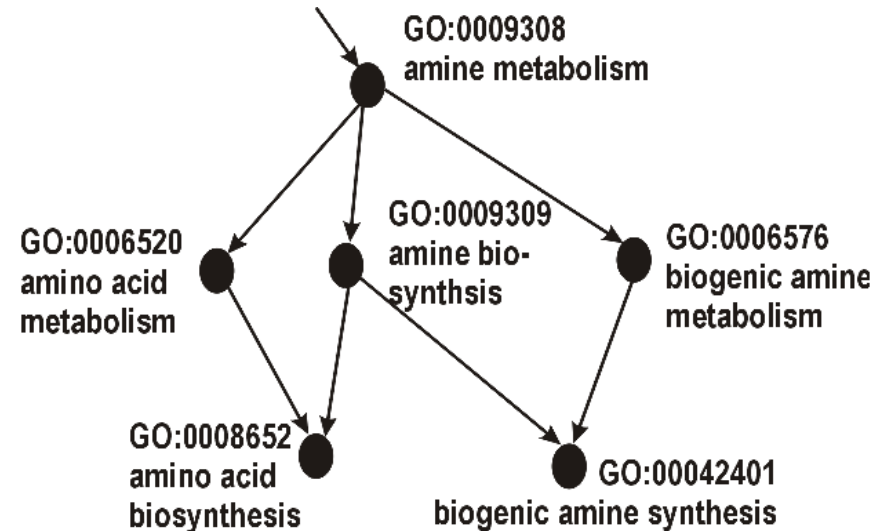 GO:0009308
amine metabolism
GO:0009309
amine bio-
synthsis
GO:0006520
amino acid
metabolism
GO:0006576
biogenic amine
metabolism
GO:0008652
amino acid
biosynthesis
GO:00042401
biogenic amine synthesis